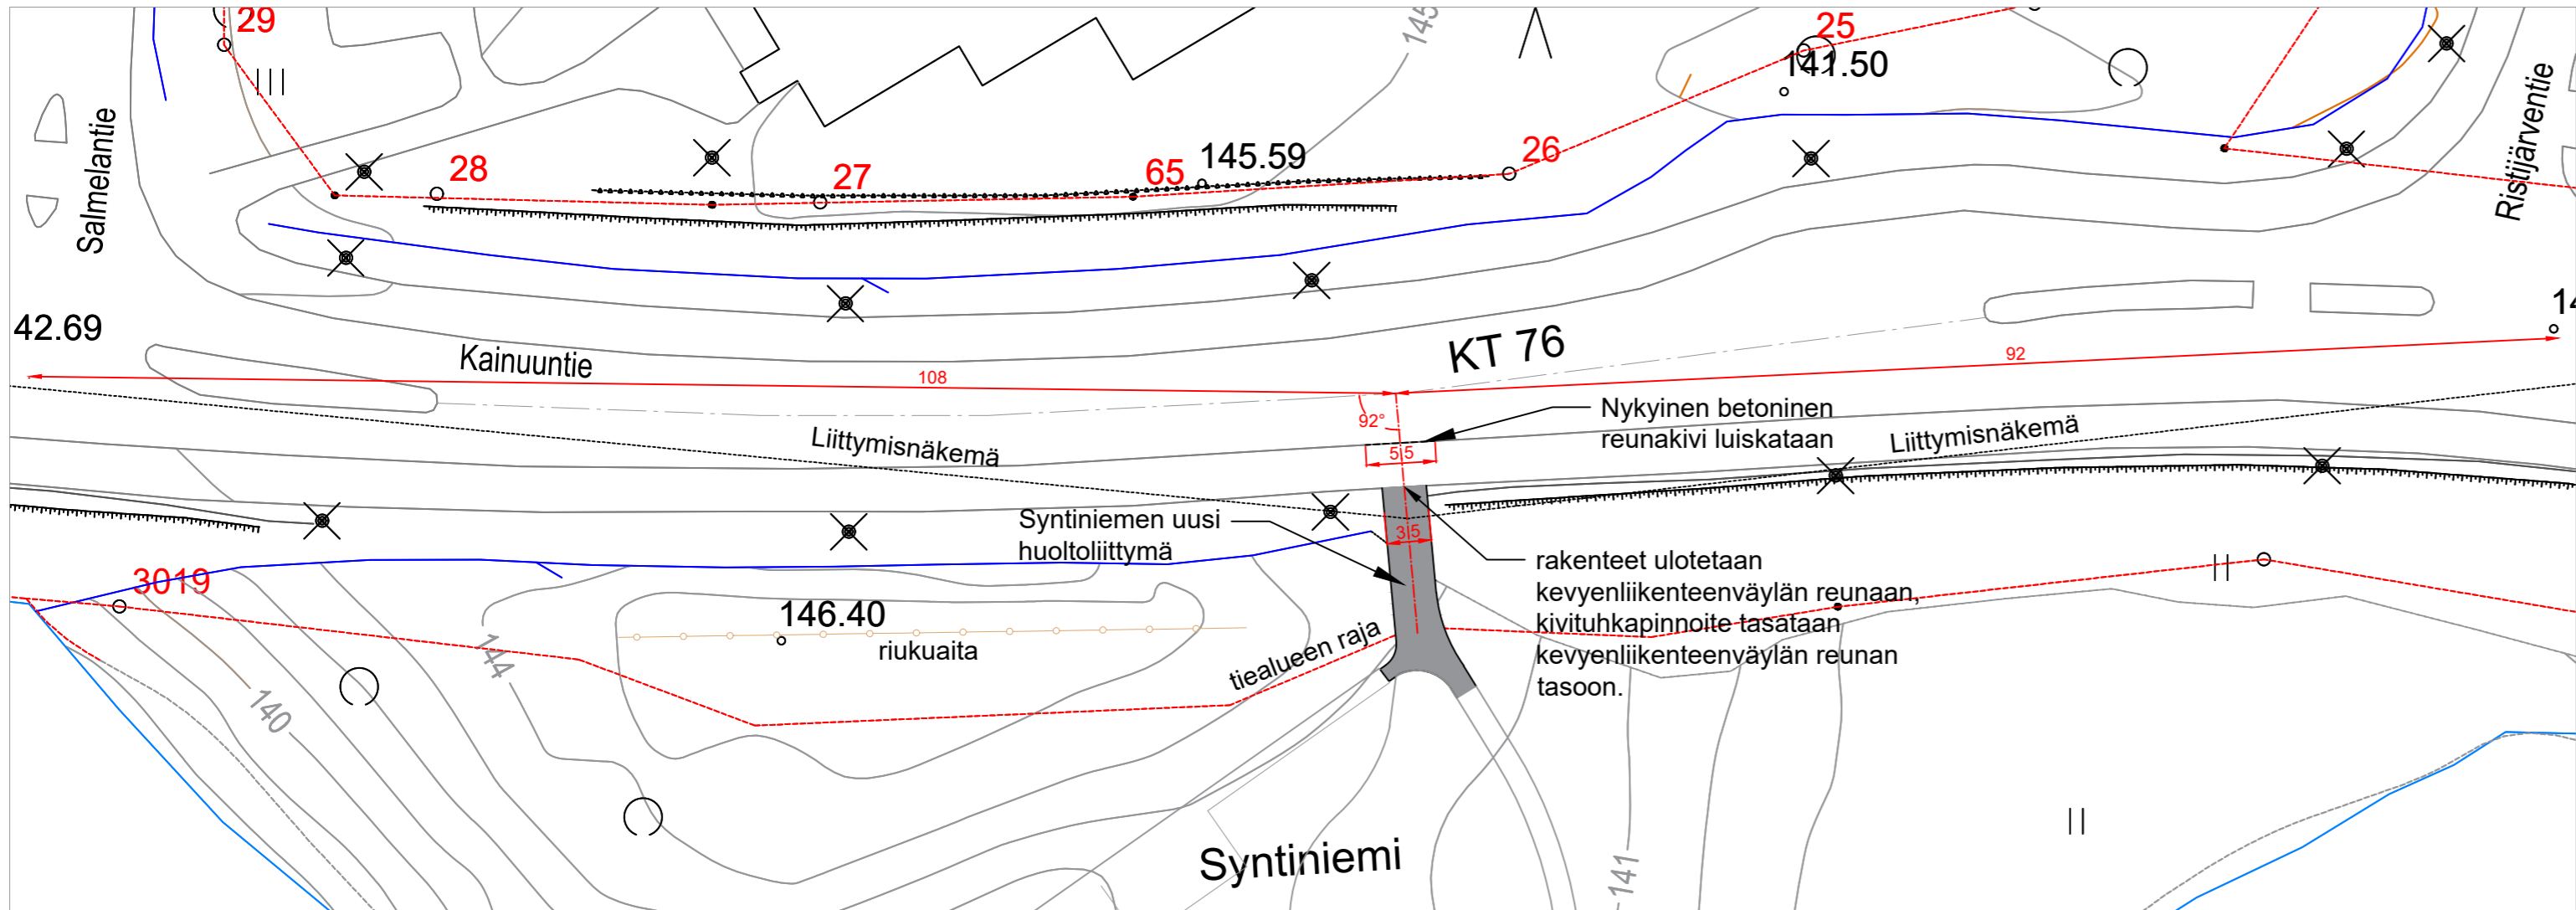 29
25
145
141.50
Salmelantie
Ristijärventie
28
27
65
145.59
26
42.69
Kainuuntie
KT 76
108
92
92°
Nykyinen betoninen
reunakivi luiskataan
Liittymisnäkemä
Liittymisnäkemä
5,5
Syntiniemen uusi
huoltoliittymä
3,5
rakenteet ulotetaan
kevyenliikenteenväylän reunaan,
kivituhkapinnoite tasataan
kevyenliikenteenväylän reunan
tasoon.
3019
146.40
riukuaita
tiealueen raja
144
140
Syntiniemi
141